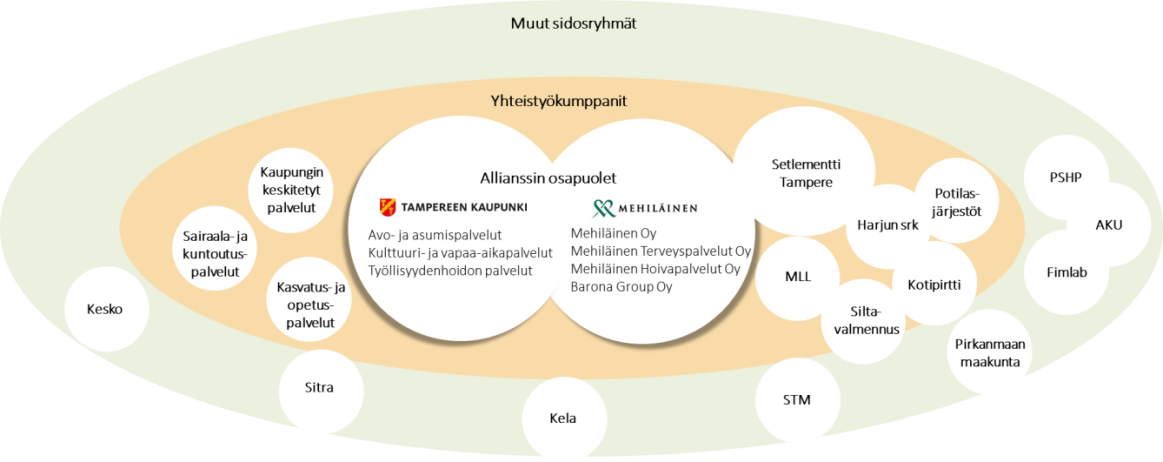 Muut sidosryhmät
Yhteistyökumppanit
Allianssin osapuolet
TAMPEREEN KAUPUNKI
Avo- ja asumispalvelut
Kulttuuri- ja vapaa-aikapalvelut
Työllisyydenhoidon palvelut
MEHILÄINEN
Mehiläinen Oy
Mehiläinen Terveyspalvelut Oy
Mehiläinen Hoivapalvelut Oy
Barona Group Oy
Kaupungin
keskitetyt
palvelut
Sairaala- ja
kuntoutus-
palvelut
Kasvatus- ja
opetus-
palvelut
Setlementti
Tampere
Harjun srk
Potilas-
järjestöt
MLL
Silta-
valmennus
Kotipirtti
PSHP
AKU
Fimlab
Pirkanmaan
maakunta
Kesko
Sitra
Kela
STM